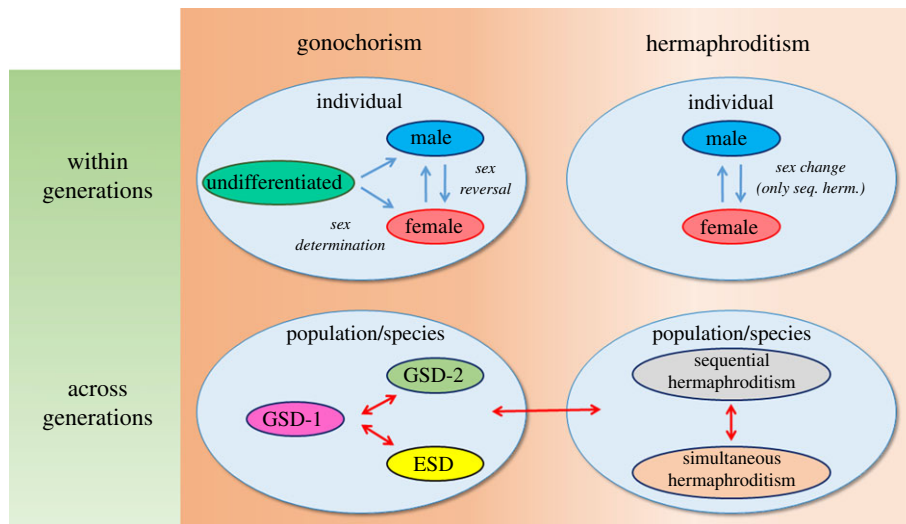 gonochorism
hermaphroditism
within
generations
individual
male
undifferentiated
sex
reversal
sex
determination
female
individual
male
sex change
(only seq. herm.)
female
across
generations
population/species
GSD-2
GSD-1
ESD
population/species
sequential
hermaphroditism
simultaneous
hermaphroditism